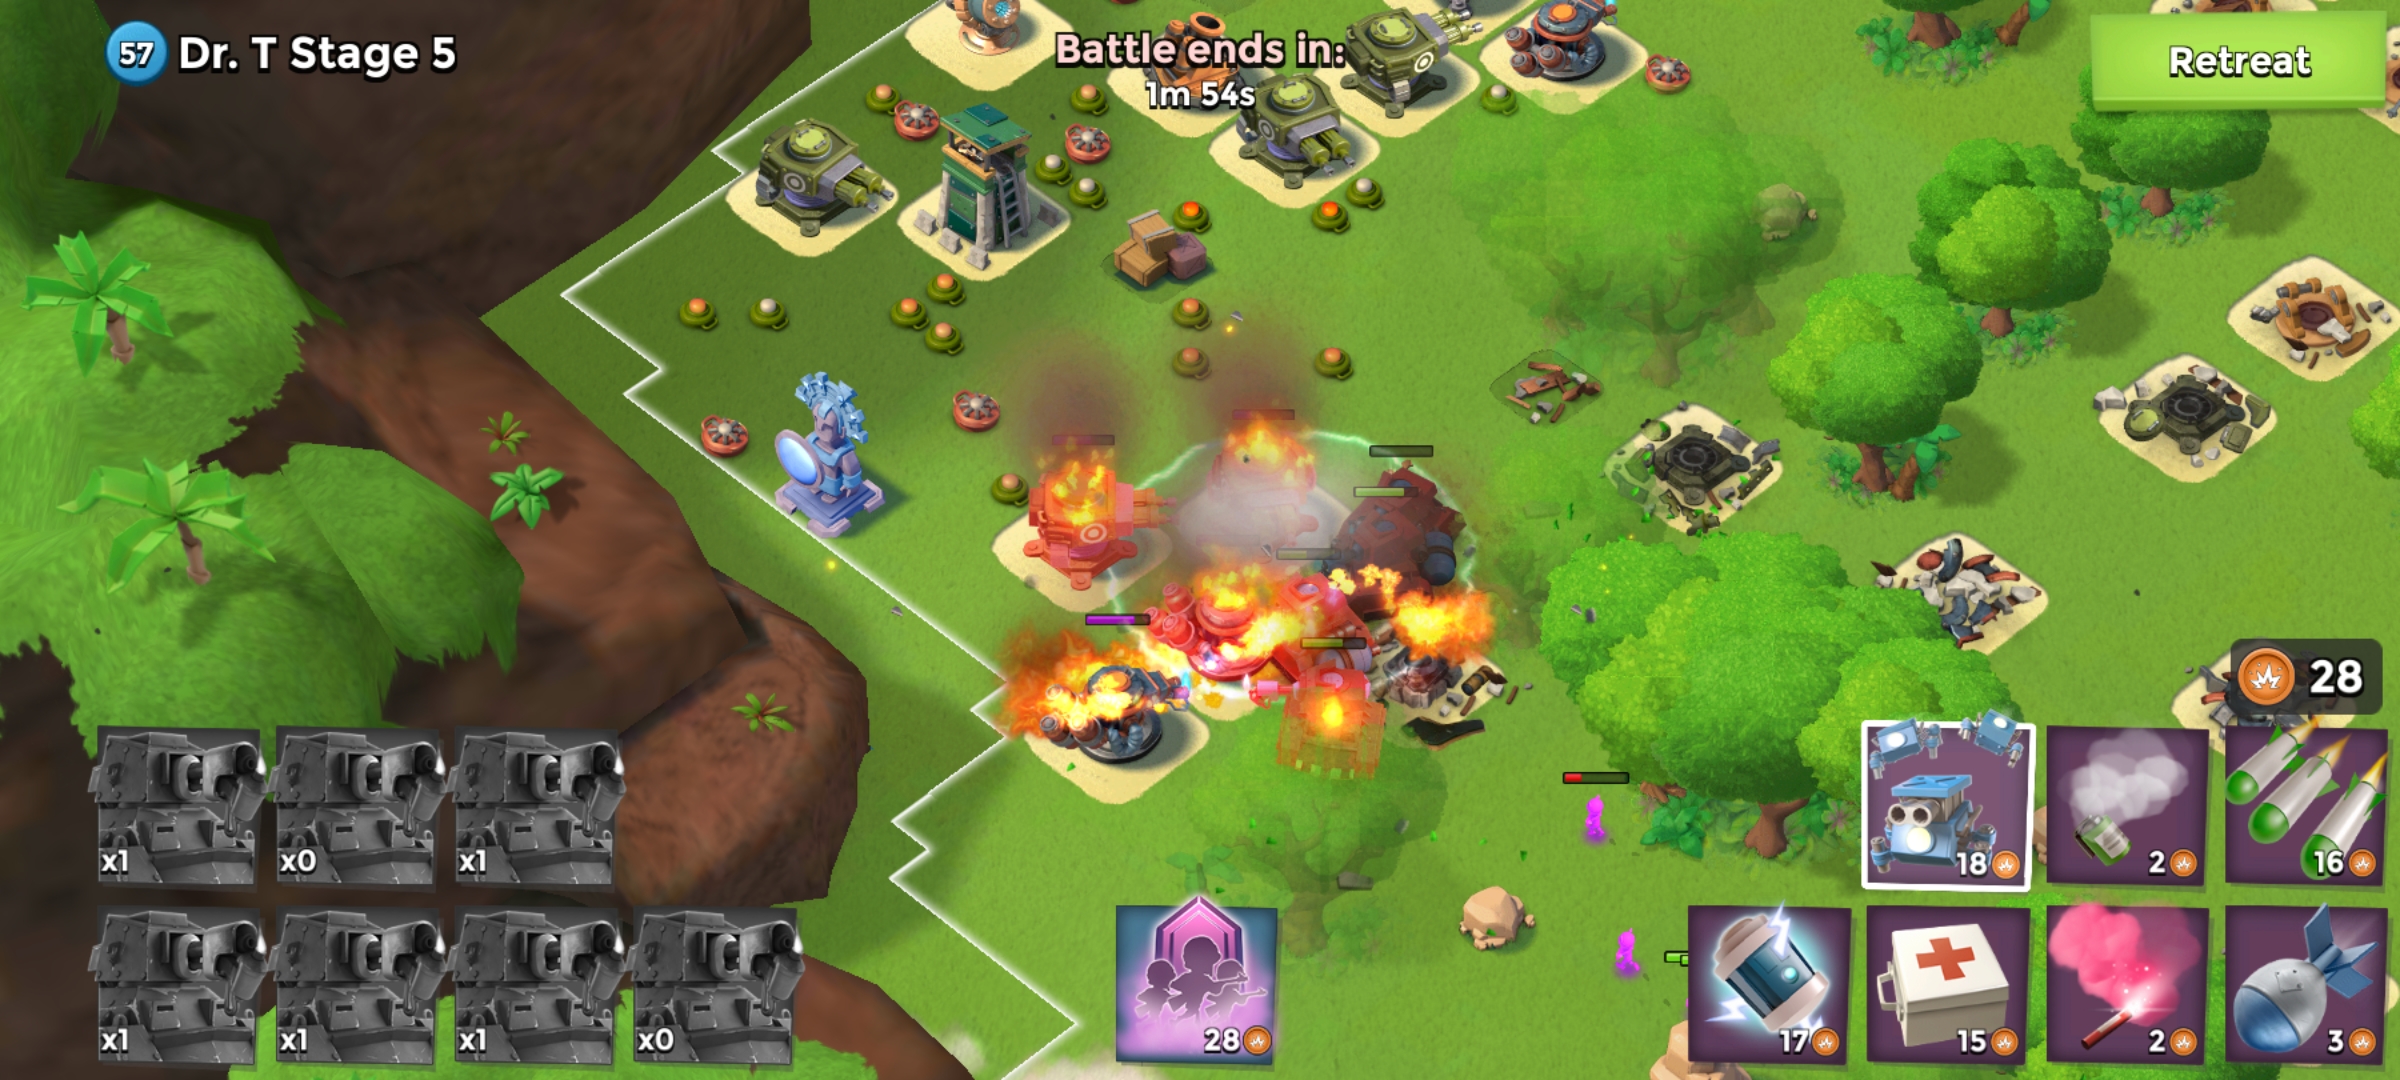 57 Dr. T Stage 5
Battle ends in:
1m 54s
Retreat
28
x1
x0
x1
18
2
16
x1
x1
x1
x0
28
17
15
2
3